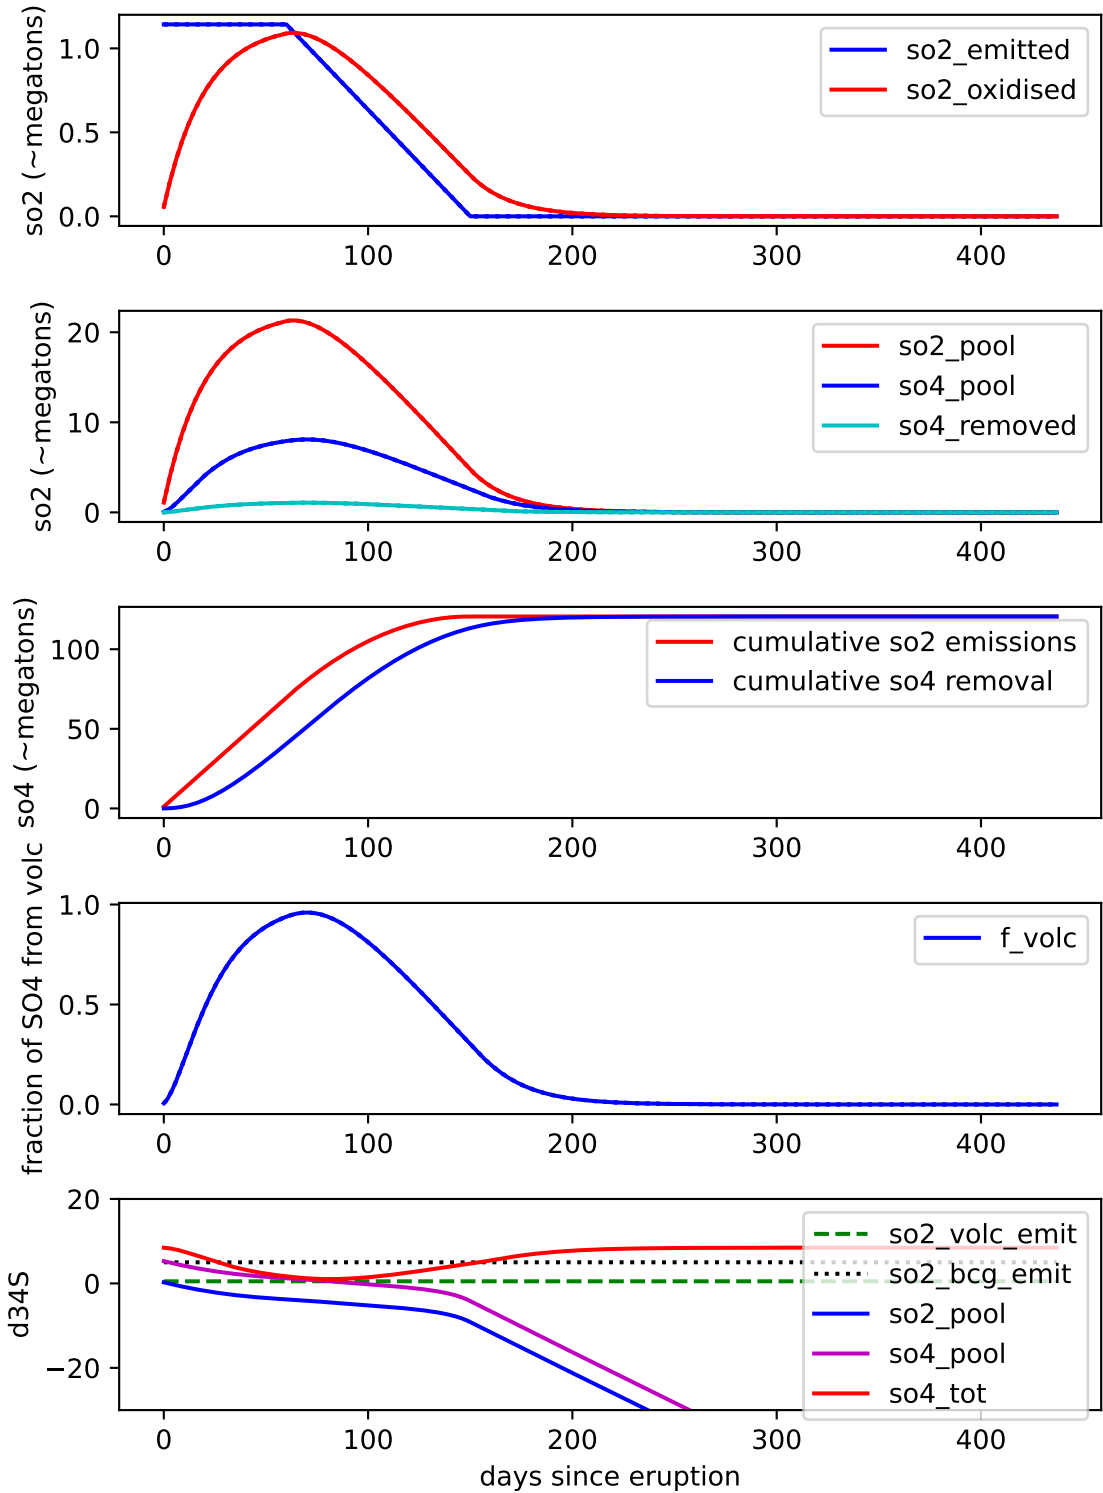 so2 (~megatons)
1.0
0.5
0.0
so2_emitted
so2_oxidised
0
100
200
300
400
so2 (~megatons)
20
10
0
so2_pool
so4_pool
so4_removed
0
100
200
300
400
so4 (~megatons)
100
50
0
cumulative so2 emissions
cumulative so4 removal
0
100
200
300
400
fraction of SO4 from volc
1.0
0.5
0.0
f_volc
0
100
200
300
400
d34S
20
0
−20
so2_volc_emit
so2_bcg_emit
so2_pool
so4_pool
so4_tot
0
100
200
300
400
days since eruption